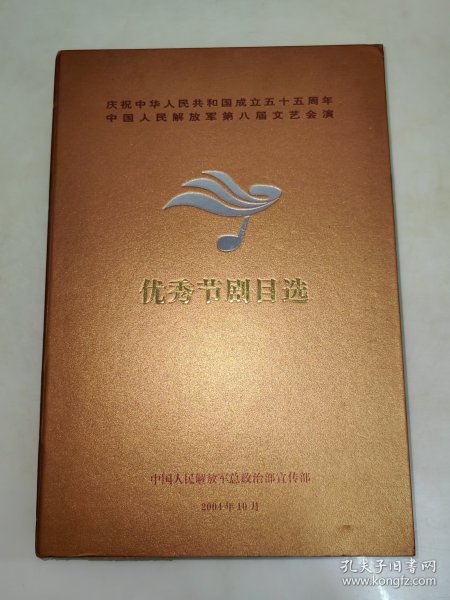 庆祝中华人民共和国成立五十五周年
中国人民解放军第八届文艺会演
优秀节剧目选
中国人民解放军总政治部宣传部
2004年10月
孔夫子旧书网
www.kongfz.com